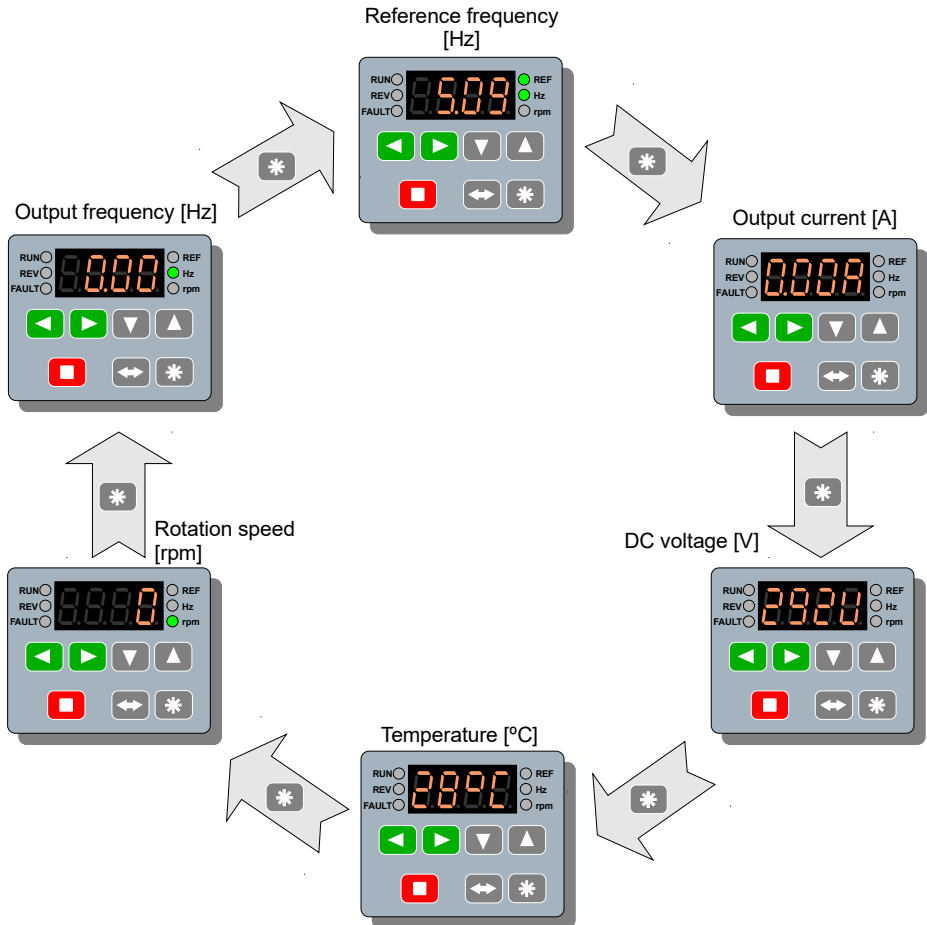 Reference frequency
[Hz]
RUN
REV
FAULT
5.09
REF
Hz
rpm
Output current [A]
RUN
REV
FAULT
0.00A
REF
Hz
rpm
DC voltage [V]
RUN
REV
FAULT
292U
REF
Hz
rpm
Temperature [ºC]
RUN
REV
FAULT
28ºC
REF
Hz
rpm
Rotation speed
[rpm]
RUN
REV
FAULT
0
REF
Hz
rpm
Output frequency [Hz]
RUN
REV
FAULT
0.00
REF
Hz
rpm